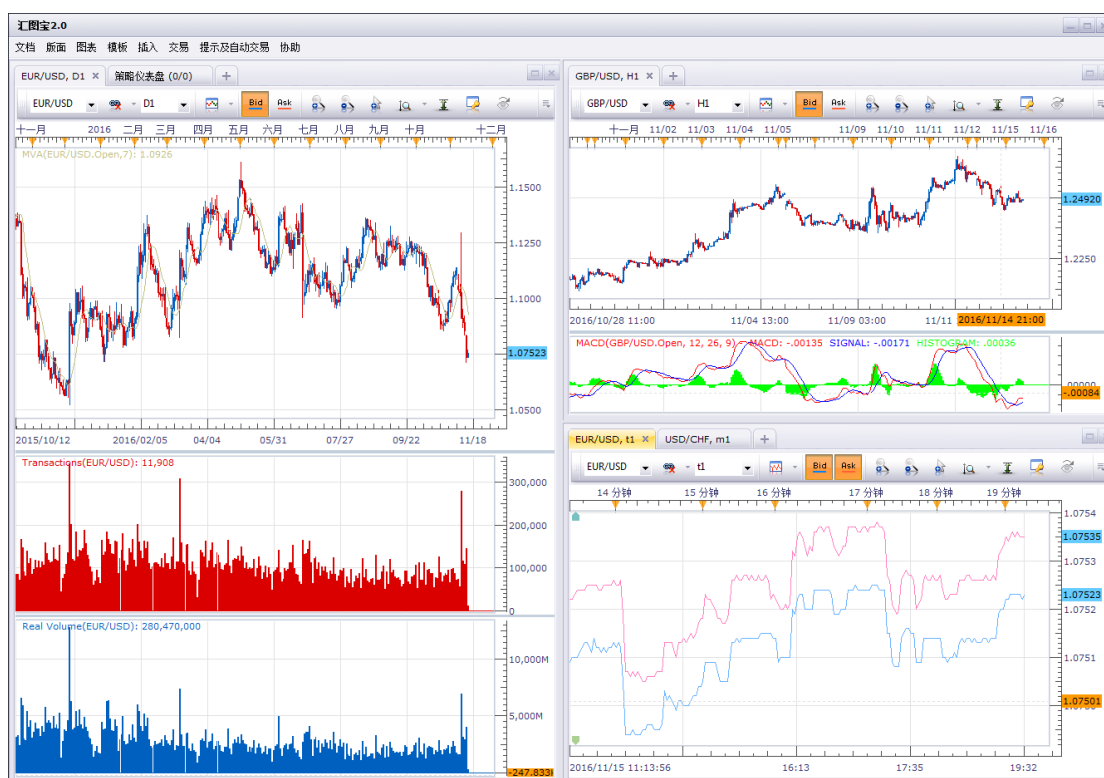 汇图宝2.0
文档 版面 图表 模板 插入 交易 提示及自动交易 协助
EUR/USD, D1 策略仪表盘 (0/0)
EUR/USD D1 Bid Ask
十一月 2016 二月 三月 四月 五月 六月 七月 八月 九月 十月 十二月
MVA(EUR/USD.Open,7): 1.0926
1.1500
1.1250
1.1000
1.07523
1.0500
2015/10/12 2016/02/05 04/04 05/31 07/27 09/22 11/18
Transactions(EUR/USD): 11,908
300,000
200,000
100,000
0
Real Volume(EUR/USD): 280,470,000
10,000M
5,000M
GBP/USD, H1
GBP/USD H1 Bid Ask
十一月 11/02 11/03 11/04 11/05 11/09 11/10 11/11 11/12 11/15 11/16
1.24920
1.2250
2016/10/28 11:00 11/04 13:00 11/09 03:00 11/11 2016/11/14 21:00
MACD(GBP/USD.Open, 12, 26, 9) MACD: -.00135 SIGNAL: -.00171 HISTOGRAM: .00036
.00000
-.00084
EUR/USD, t1 USD/CHF, m1
EUR/USD t1 Bid Ask
14 分钟 15 分钟 16 分钟 17 分钟 18 分钟 19 分钟
1.0754
1.07535
1.0753
1.07523
1.0752
1.0751
1.07501
2016/11/15 11:13:56 16:13 17:35 19:32